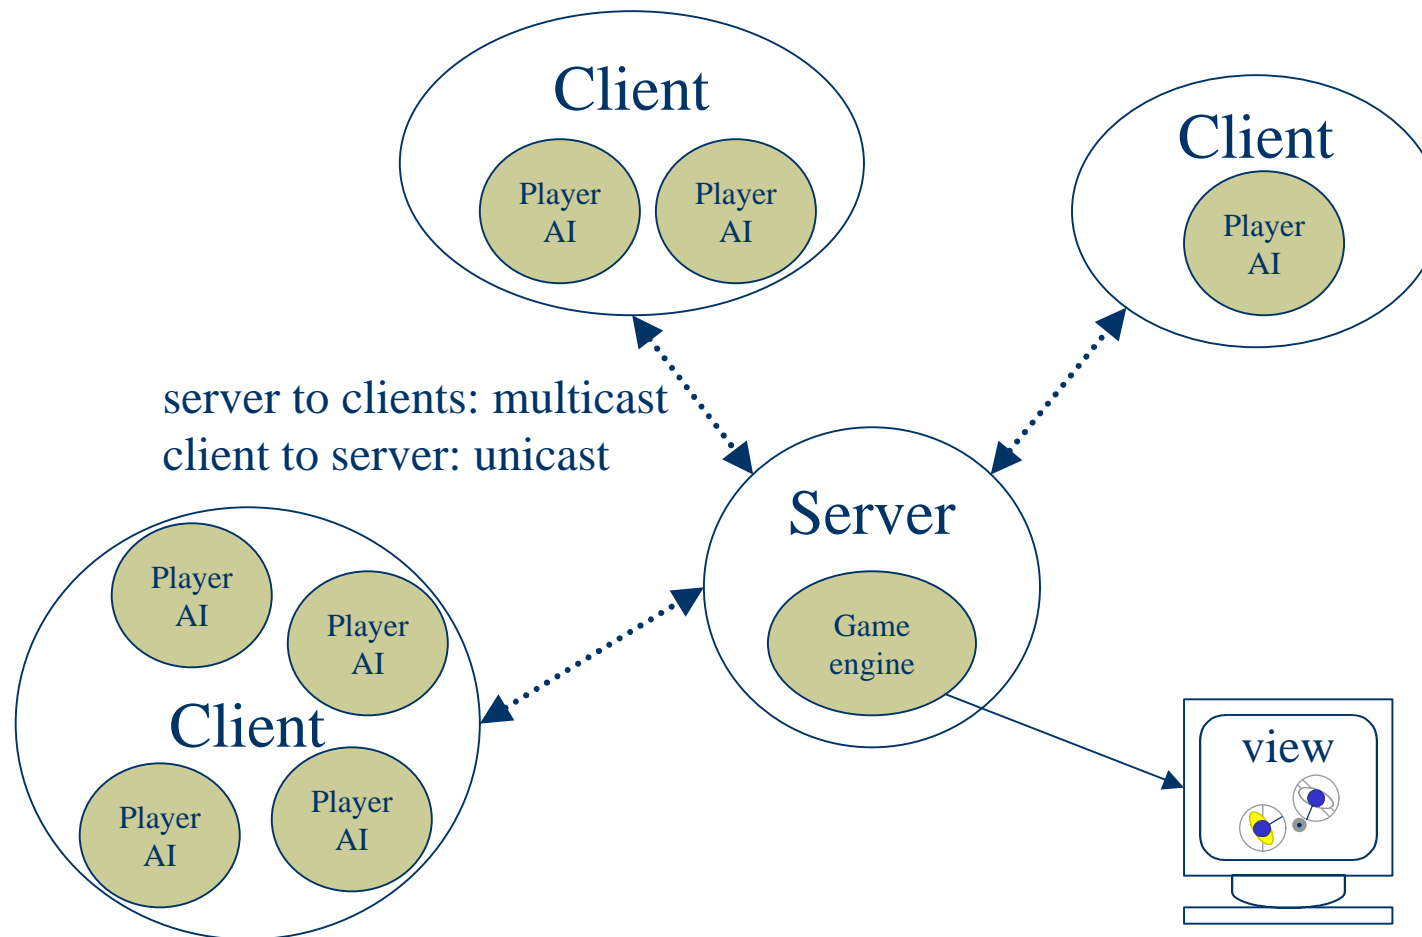 Client
Player
AI
Player
AI
Client
Player
AI
server to clients: multicast
client to server: unicast
Server
Game
engine
Player
AI
Player
AI
Client
Player
AI
Player
AI
view